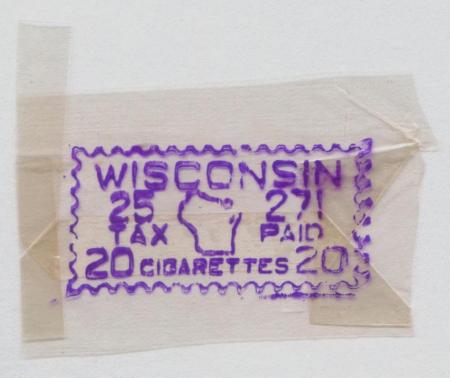 WISCONSIN
25 271
TAX PAID
20 CIGARETTES 20